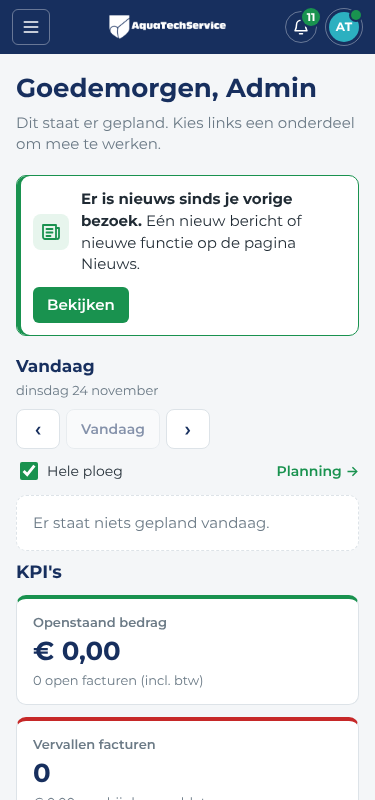 AquaTechService
11
AT
Goedemorgen, Admin
Dit staat er gepland. Kies links een onderdeel
om mee te werken.
Er is nieuws sinds je vorige
bezoek. Eén nieuw bericht of
nieuwe functie op de pagina
Nieuws.
Bekijken
Vandaag
dinsdag 24 november
‹ Vandaag ›
Hele ploeg Planning →
Er staat niets gepland vandaag.
KPI's
Openstaand bedrag
€ 0,00
0 open facturen (incl. btw)
Vervallen facturen
0